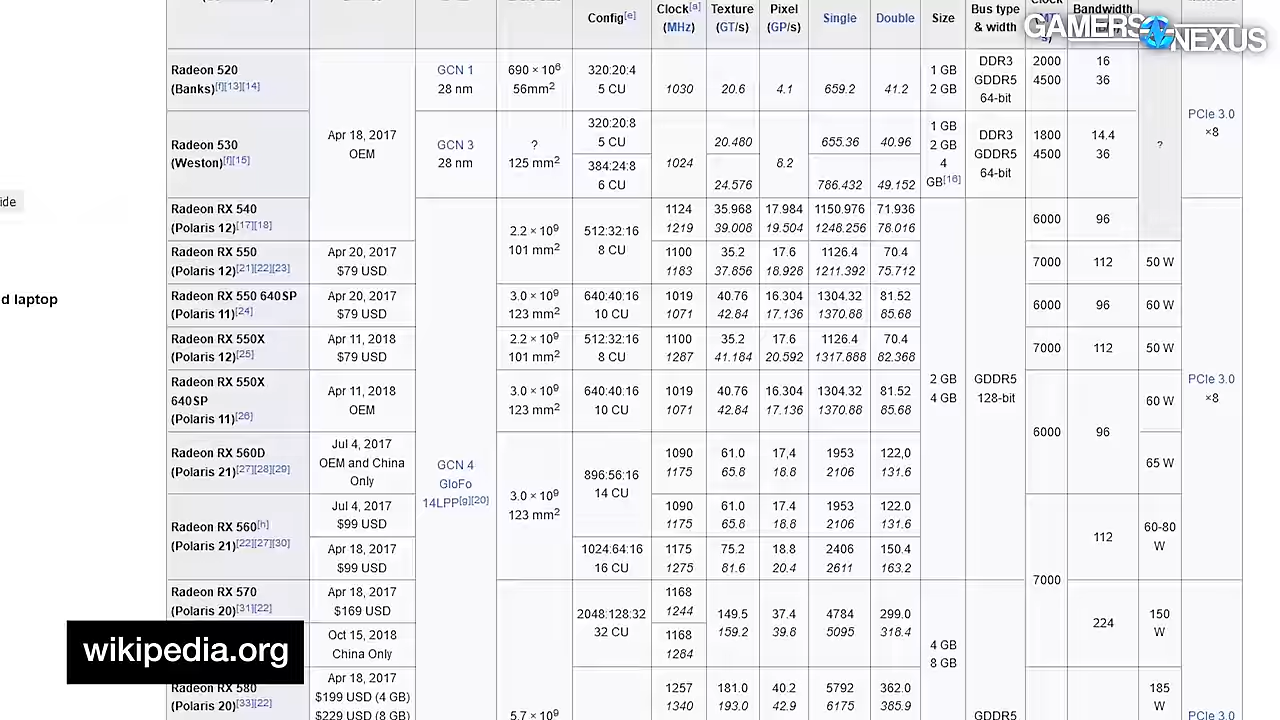 Config[e]
Clock[a]
(MHz)
Texture
(GT/s)
Pixel
(GP/s)
Single
Double
Size
Bus type
& width
Bandwidth
GAMERS NEXUS
Radeon 520
(Banks)[f][13][14]
Apr 18, 2017
OEM
GCN 1
28 nm
690 × 10⁶
56mm²
320:20:4
5 CU
1030
20.6
4.1
659.2
41.2
1 GB
2 GB
DDR3
GDDR5
64-bit
2000
4500
16
36
?
PCIe 3.0
×8
Radeon 530
(Weston)[f][15]
GCN 3
28 nm
?
125 mm²
320:20:8
5 CU
384:24:8
6 CU
1024
20.480
24.576
8.2
655.36
786.432
40.96
49.152
1 GB
2 GB
4
GB[16]
DDR3
GDDR5
64-bit
1800
4500
14.4
36
ide
d laptop
Radeon RX 540
(Polaris 12)[17][18]
GCN 4
GloFo
14LPP[g][20]
2.2 × 10⁹
101 mm²
512:32:16
8 CU
1124
1219
35.968
39.008
17.984
19.504
1150.976
1248.256
71.936
78.016
2 GB
4 GB
GDDR5
128-bit
6000
96
PCIe 3.0
×8
Radeon RX 550
(Polaris 12)[21][22][23]
Apr 20, 2017
$79 USD
1100
1183
35.2
37.856
17.6
18.928
1126.4
1211.392
70.4
75.712
7000
112
50 W
Radeon RX 550 640SP
(Polaris 11)[24]
Apr 20, 2017
$79 USD
3.0 × 10⁹
123 mm²
640:40:16
10 CU
1019
1071
40.76
42.84
16.304
17.136
1304.32
1370.88
81.52
85.68
6000
96
60 W
Radeon RX 550X
(Polaris 12)[25]
Apr 11, 2018
$79 USD
2.2 × 10⁹
101 mm²
512:32:16
8 CU
1100
1287
35.2
41.184
17.6
20.592
1126.4
1317.888
70.4
82.368
7000
112
50 W
Radeon RX 550X
640SP
(Polaris 11)[26]
Apr 11, 2018
OEM
3.0 × 10⁹
123 mm²
640:40:16
10 CU
1019
1071
40.76
42.84
16.304
17.136
1304.32
1370.88
81.52
85.68
6000
96
60 W
Radeon RX 560D
(Polaris 21)[27][28][29]
Jul 4, 2017
OEM and China
Only
3.0 × 10⁹
123 mm²
896:56:16
14 CU
1090
1175
61.0
65.8
17,4
18.8
1953
2106
122,0
131.6
65 W
Radeon RX 560[h]
(Polaris 21)[22][27][30]
Jul 4, 2017
$99 USD
1090
1175
61.0
65.8
17.4
18.8
1953
2106
122.0
131.6
7000
112
60-80
W
Apr 18, 2017
$99 USD
1024:64:16
16 CU
1175
1275
75.2
81.6
18.8
20.4
2406
2611
150.4
163.2
Radeon RX 570
(Polaris 20)[31][22]
Apr 18, 2017
$169 USD
2048:128:32
32 CU
1168
1244
149.5
159.2
37.4
39.8
4784
5095
299.0
318.4
4 GB
8 GB
224
150
W
Oct 15, 2018
China Only
1168
1284
wikipedia.org
Radeon RX 580
(Polaris 20)[33][22]
Apr 18, 2017
$199 USD (4 GB)
$229 USD (8 GB)
5.7 × 10⁹
1257
1340
181.0
193.0
40.2
42.9
5792
6175
362.0
385.9
GDDR5
185
W
PCIe 3.0